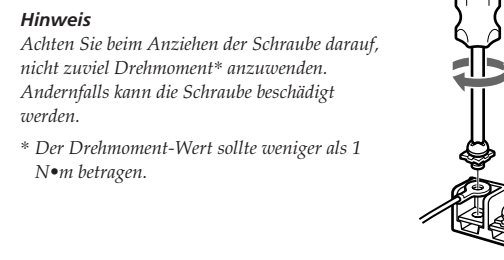 Hinweis
Achten Sie beim Anziehen der Schraube darauf,
nicht zuviel Drehmoment* anzuwenden.
Andernfalls kann die Schraube beschädigt
werden.
* Der Drehmoment-Wert sollte weniger als 1
N•m betragen.